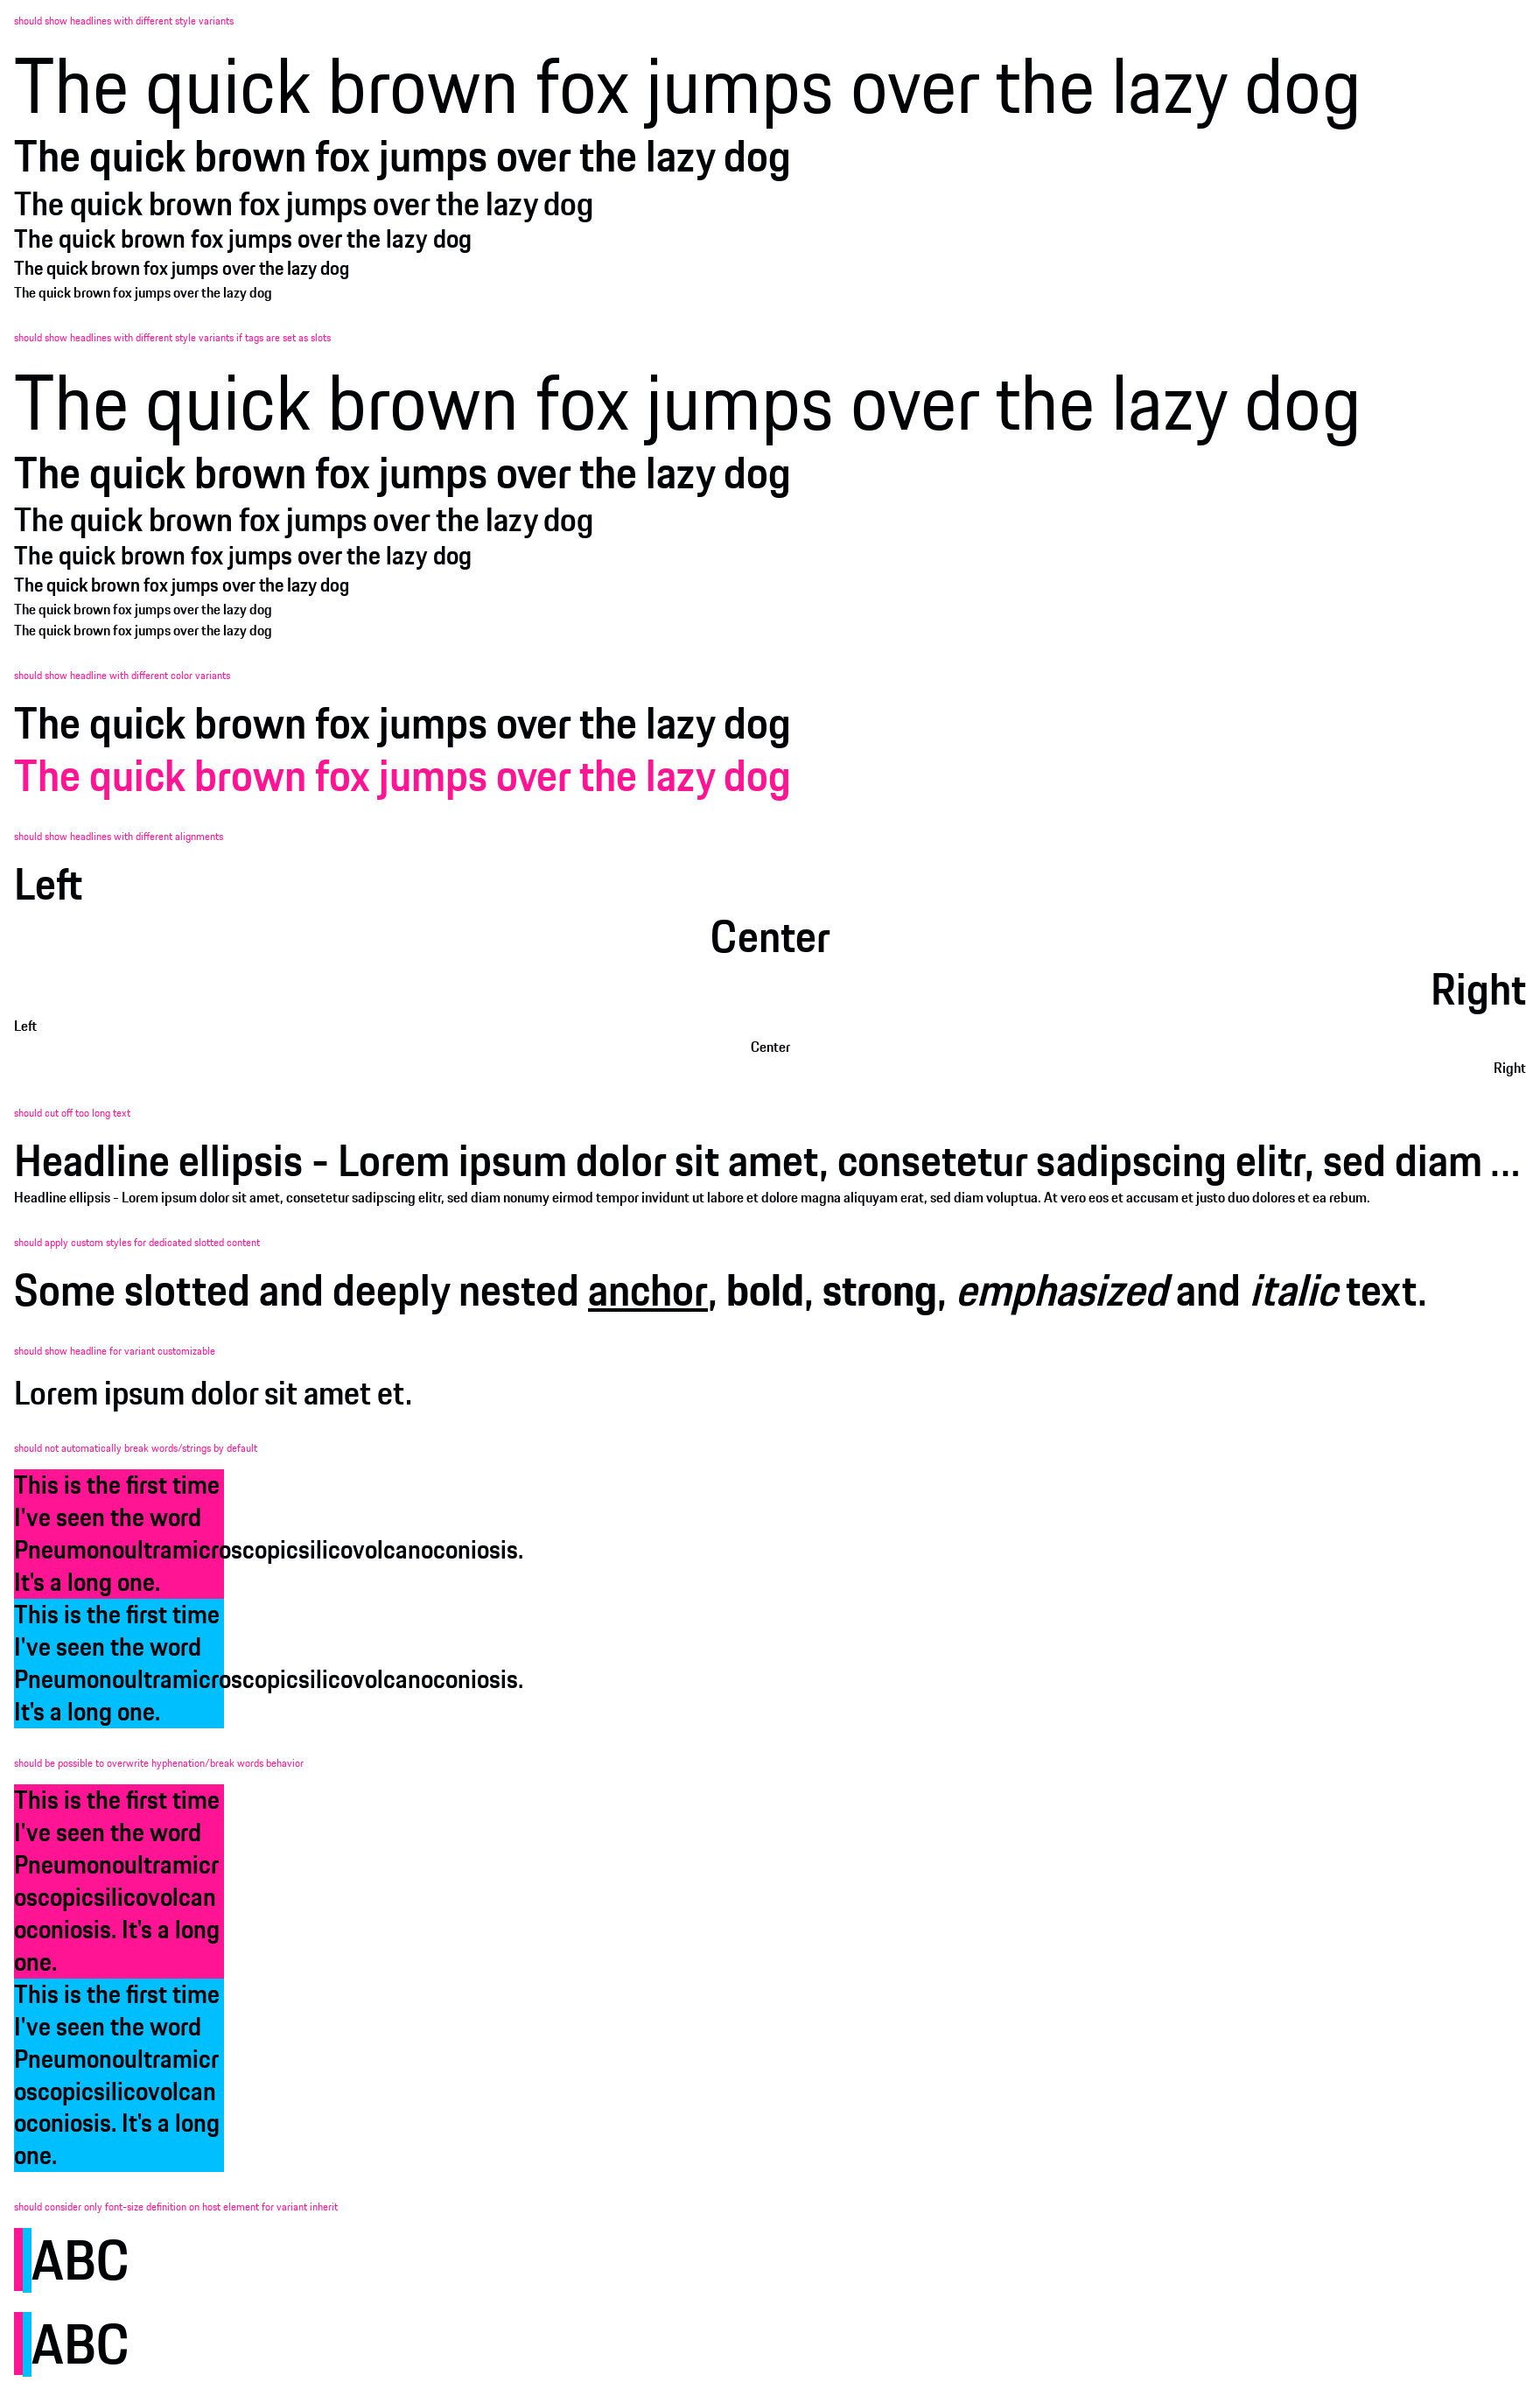 should show headlines with different style variants
The quick brown fox jumps over the lazy dog
The quick brown fox jumps over the lazy dog
The quick brown fox jumps over the lazy dog
The quick brown fox jumps over the lazy dog
The quick brown fox jumps over the lazy dog
The quick brown fox jumps over the lazy dog
should show headlines with different style variants if tags are set as slots
The quick brown fox jumps over the lazy dog
The quick brown fox jumps over the lazy dog
The quick brown fox jumps over the lazy dog
The quick brown fox jumps over the lazy dog
The quick brown fox jumps over the lazy dog
The quick brown fox jumps over the lazy dog
The quick brown fox jumps over the lazy dog
should show headline with different color variants
The quick brown fox jumps over the lazy dog
The quick brown fox jumps over the lazy dog
should show headlines with different alignments
Left
Center
Right
Left
Center
Right
should cut off too long text
Headline ellipsis - Lorem ipsum dolor sit amet, consetetur sadipscing elitr, sed diam ...
Headline ellipsis - Lorem ipsum dolor sit amet, consetetur sadipscing elitr, sed diam nonumy eirmod tempor invidunt ut labore et dolore magna aliquyam erat, sed diam voluptua. At vero eos et accusam et justo duo dolores et ea rebum.
should apply custom styles for dedicated slotted content
Some slotted and deeply nested anchor, bold, strong, emphasized and italic text.
should show headline for variant customizable
Lorem ipsum dolor sit amet et.
should not automatically break words/strings by default
This is the first time
I've seen the word
Pneumonoultramicroscopicsilicovolcanoconiosis.
It's a long one.
This is the first time
I've seen the word
Pneumonoultramicroscopicsilicovolcanoconiosis.
It's a long one.
should be possible to overwrite hyphenation/break words behavior
This is the first time
I've seen the word
Pneumonoultramicr
oscopicsilicovolcan
oconiosis. It's a long
one.
This is the first time
I've seen the word
Pneumonoultramicr
oscopicsilicovolcan
oconiosis. It's a long
one.
should consider only font-size definition on host element for variant inherit
ABC
ABC